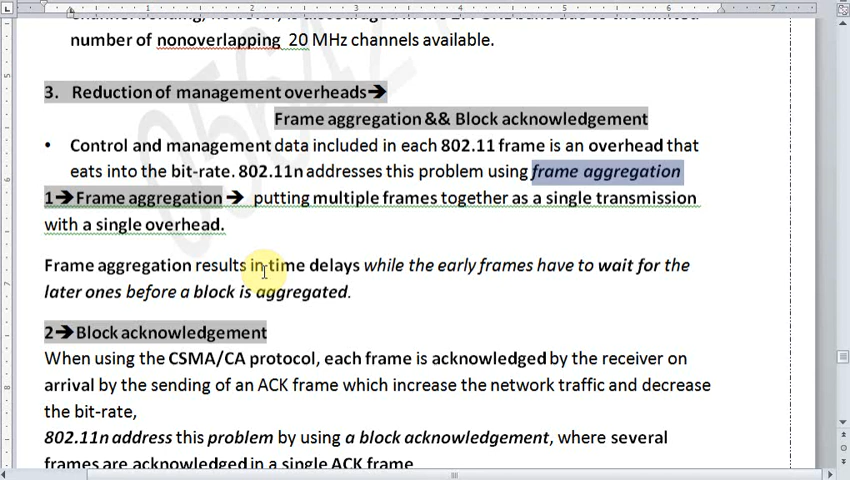 number of nonoverlapping 20 MHz channels available.
3. Reduction of management overheads➔
Frame aggregation && Block acknowledgement
• Control and management data included in each 802.11 frame is an overhead that
eats into the bit-rate. 802.11n addresses this problem using frame aggregation
1➔Frame aggregation ➔ putting multiple frames together as a single transmission
with a single overhead.
Frame aggregation results in time delays while the early frames have to wait for the
later ones before a block is aggregated.
2➔Block acknowledgement
When using the CSMA/CA protocol, each frame is acknowledged by the receiver on
arrival by the sending of an ACK frame which increase the network traffic and decrease
the bit-rate,
802.11n address this problem by using a block acknowledgement, where several
frames are acknowledged in a single ACK frame